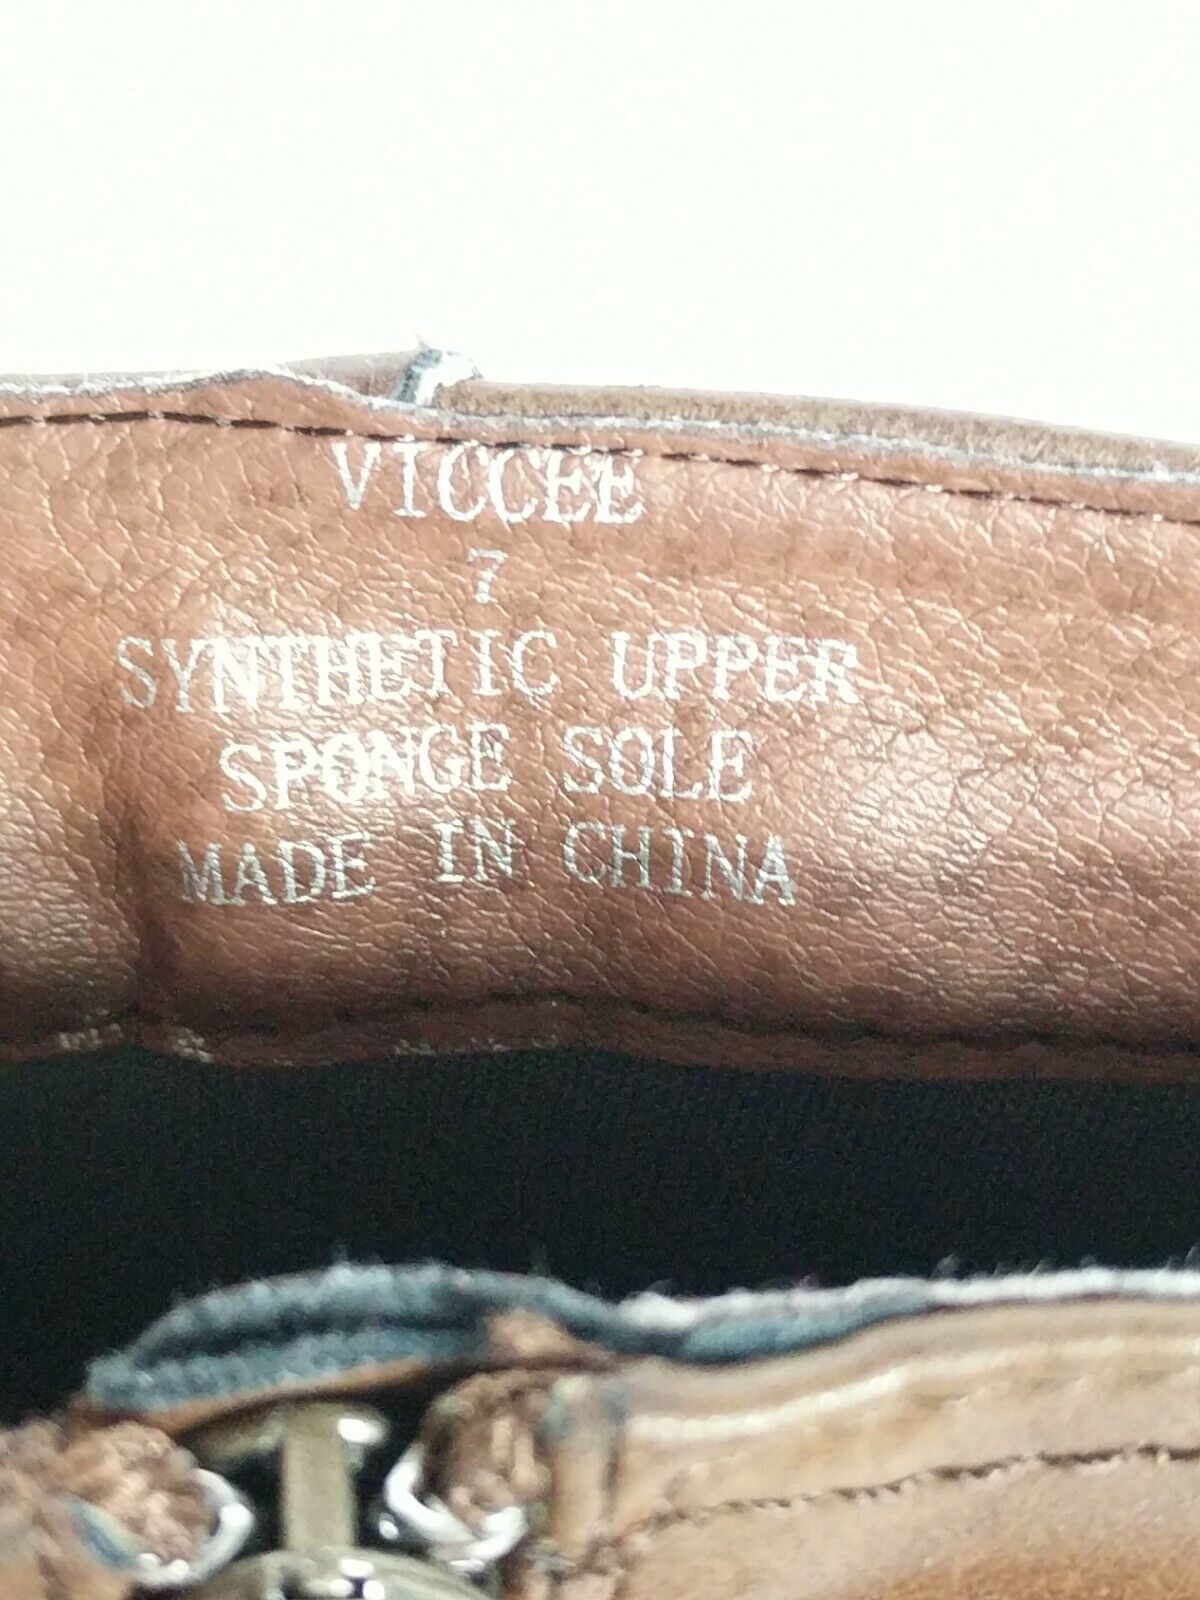 VICCEE
7
SYNTHETIC UPPER
SPONGE SOLE
MADE IN CHINA